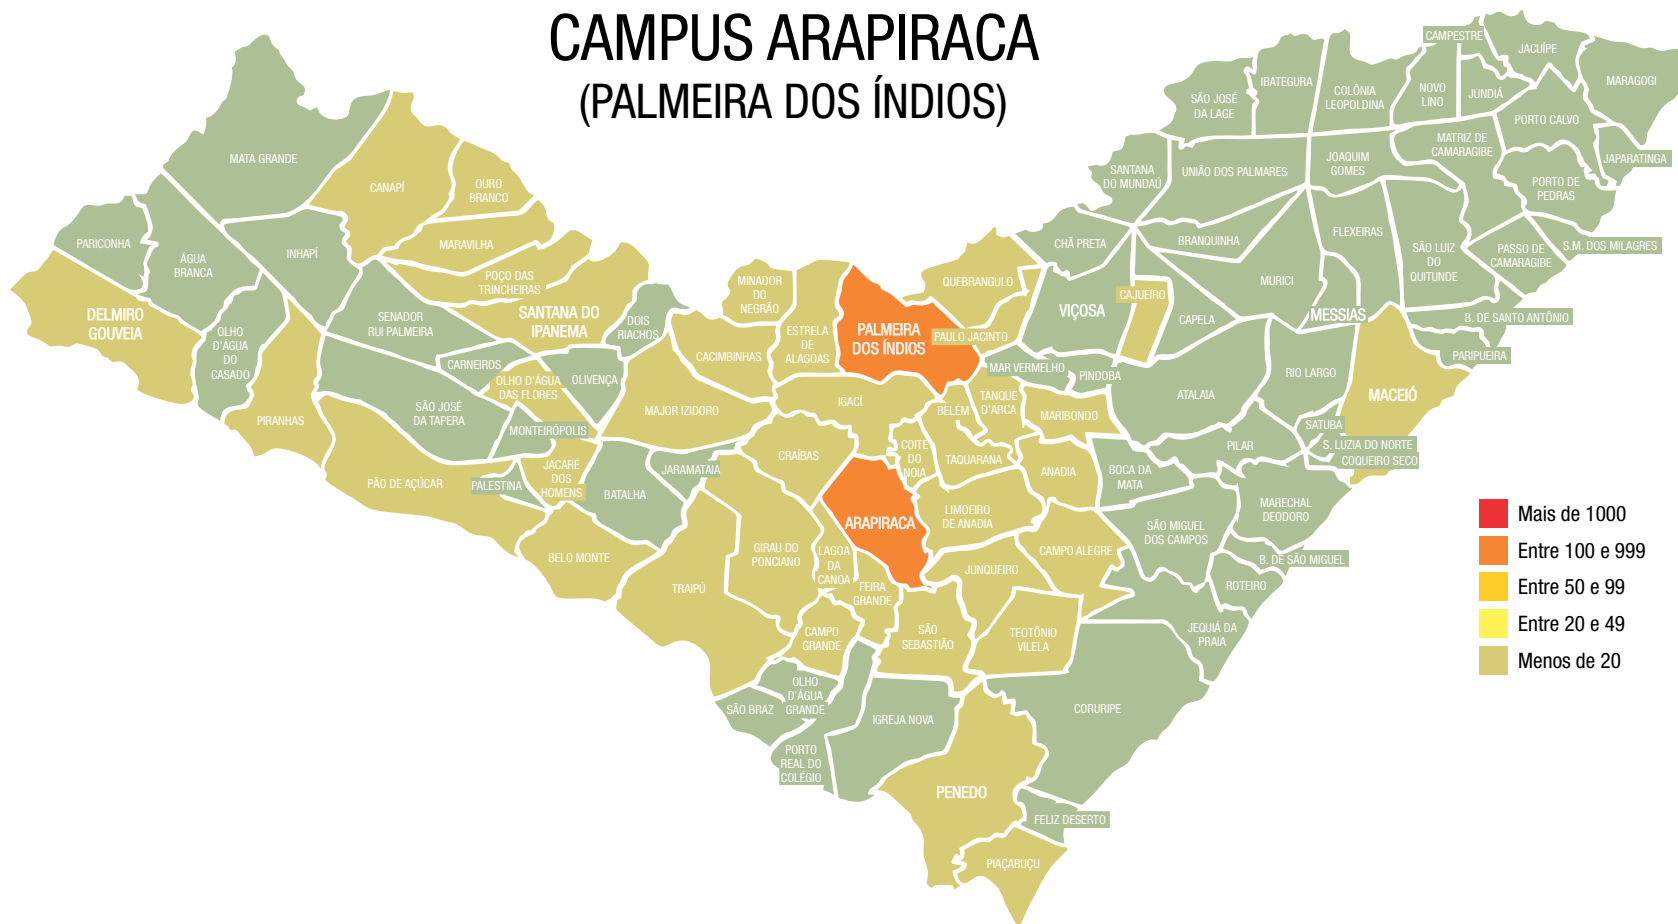 CAMPUS ARAPIRACA
(PALMEIRA DOS ÍNDIOS)
CAMPESTRE
JACUÍPE
MARAGOGI
IBATEGURA
SÃO JOSÉ
DA LAGE
COLÔNIA
LEOPOLDINA
NOVO
LINO
JUNDIÁ
PORTO CALVO
MATA GRANDE
CANAPÍ
OURO
BRANCO
SANTANA
DO MUNDAÚ
UNIÃO DOS PALMARES
JOAQUIM
GOMES
MATRIZ DE
CAMARAGIBE
JAPARATINGA
PORTO DE
PEDRAS
PARICONHA
ÁGUA
BRANCA
INHAPÍ
MARAVILHA
POÇO DAS
TRINCHEIRAS
CHÃ PRETA
BRANQUINHA
FLEXEIRAS
SÃO LUIZ
DO
QUITUNDE
PASSO DE
CAMARAGIBE
S.M. DOS MILAGRES
DELMIRO
GOUVEIA
OLHO
D'ÁGUA
DO
CASADO
SENADOR
RUI PALMEIRA
SANTANA DO
IPANEMA
DOIS
RIACHOS
MINADOR
DO
NEGRÃO
ESTRELA
DE
ALAGOAS
PALMEIRA
DOS ÍNDIOS
QUEBRANGULO
PAULO JACINTO
VIÇOSA
CAJUEIRO
CAPELA
MURICI
MESSIAS
B. DE SANTO ANTÔNIO
PARIPUEIRA
CARNEIROS
OLHO D'ÁGUA
DAS FLORES
OLIVENÇA
CACIMBINHAS
MAR VERMELHO
PINDOBA
ATALAIA
RIO LARGO
MACEIÓ
PIRANHAS
SÃO JOSÉ
DA TAPERA
MONTEIRÓPOLIS
MAJOR IZIDORO
IGACÍ
BELÉM
TANQUE
D'ARCA
MARIBONDO
SATUBA
S. LUZIA DO NORTE
COQUEIRO SECO
PILAR
PÃO DE AÇÚCAR
PALESTINA
JACARÉ
DOS
HOMENS
BATALHA
JARAMATAIA
CRAÍBAS
COITE
DO
NOIA
TAQUARANA
ANADIA
BOCA DA
MATA
MARECHAL
DEODORO
BELO MONTE
TRAIPÚ
GIRAU DO
PONCIANO
LAGOA
DA
CANOA
ARAPIRACA
LIMOEIRO
DE ANADIA
CAMPO ALEGRE
SÃO MIGUEL
DOS CAMPOS
B. DE SÃO MIGUEL
FEIRA
GRANDE
JUNQUEIRO
ROTEIRO
CAMPO
GRANDE
SÃO
SEBASTIÃO
TEOTÔNIO
VILELA
JEQUIÁ DA
PRAIA
OLHO
D'ÁGUA
GRANDE
SÃO BRAZ
IGREJA NOVA
CORURIPE
PORTO
REAL DO
COLÉGIO
PENEDO
FELIZ DESERTO
PIAÇABUÇU
Mais de 1000
Entre 100 e 999
Entre 50 e 99
Entre 20 e 49
Menos de 20